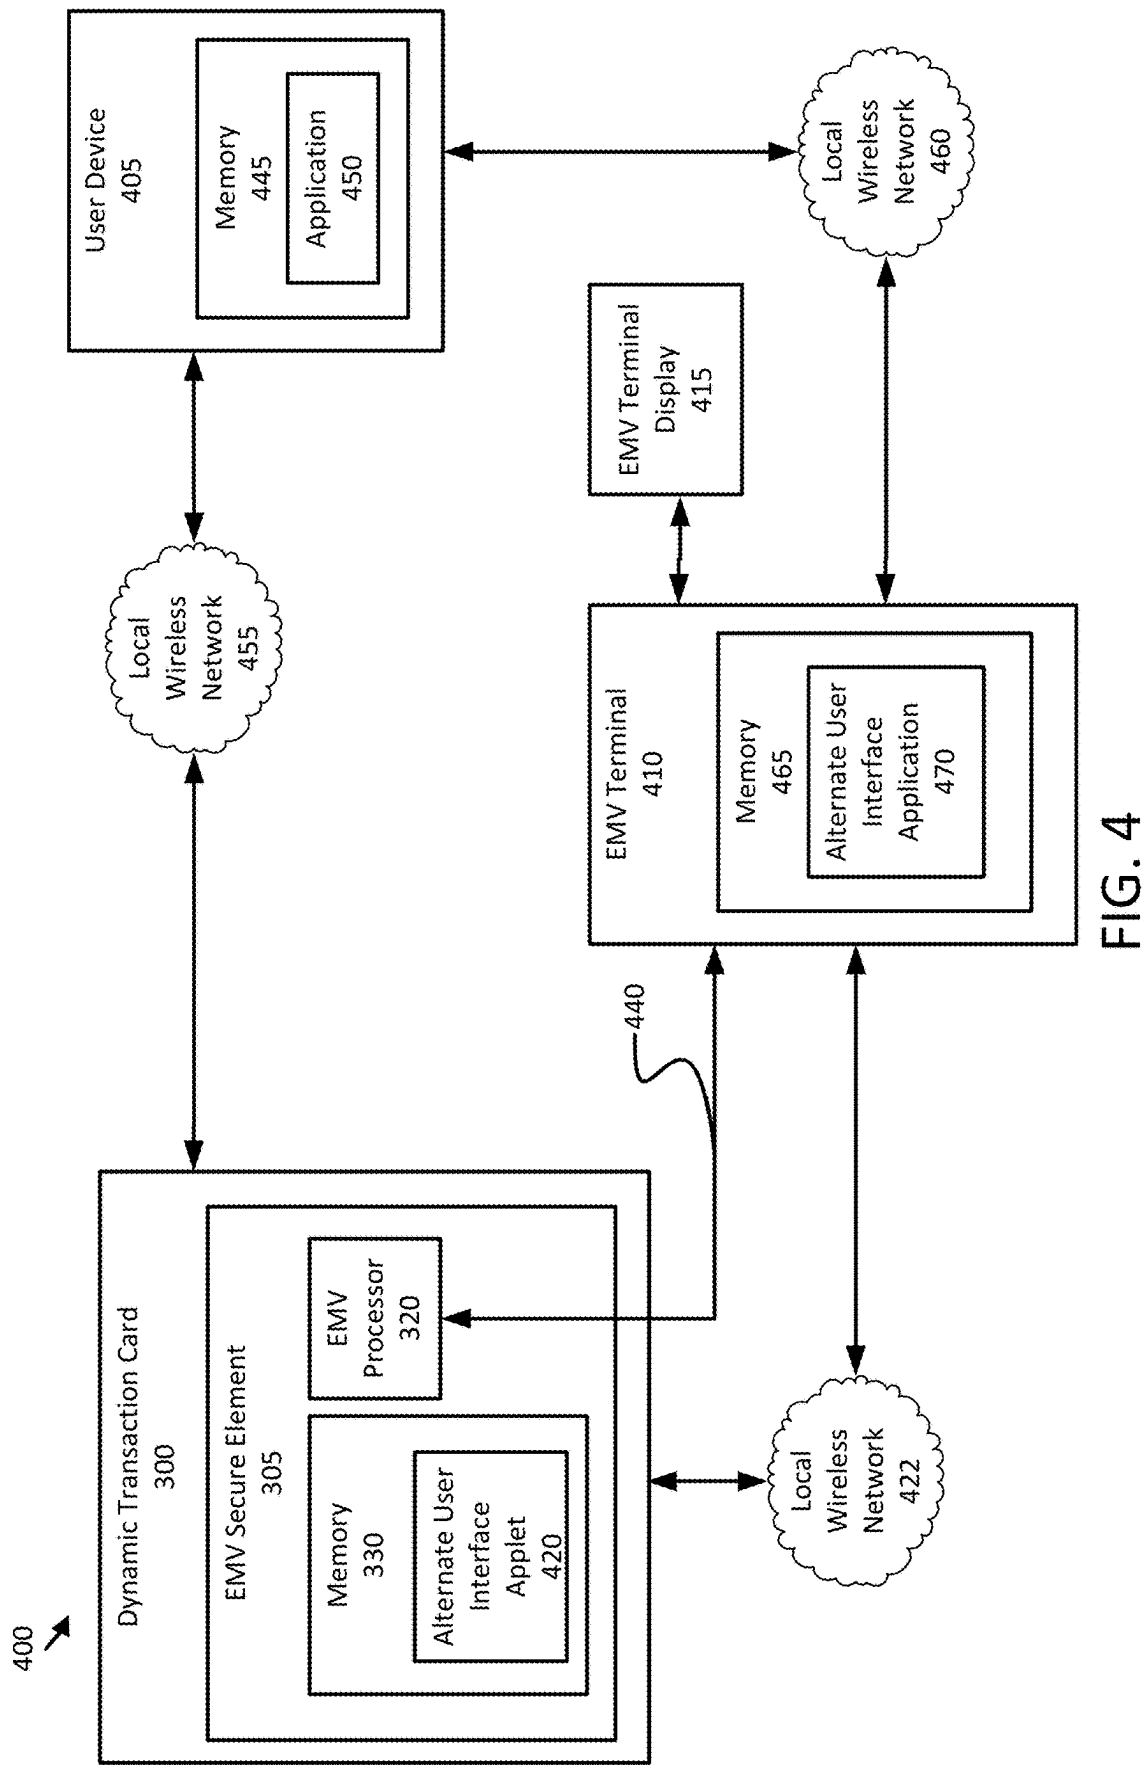 400
Dynamic Transaction Card
300
EMV Secure Element
305
Memory
330
Alternate User
Interface
Applet
420
EMV
Processor
320
Local
Wireless
Network
455
User Device
405
Memory
445
Application
450
Local
Wireless
Network
422
440
EMV Terminal
410
Memory
465
Alternate User
Interface
Application
470
EMV Terminal
Display
415
Local
Wireless
Network
460
FIG. 4